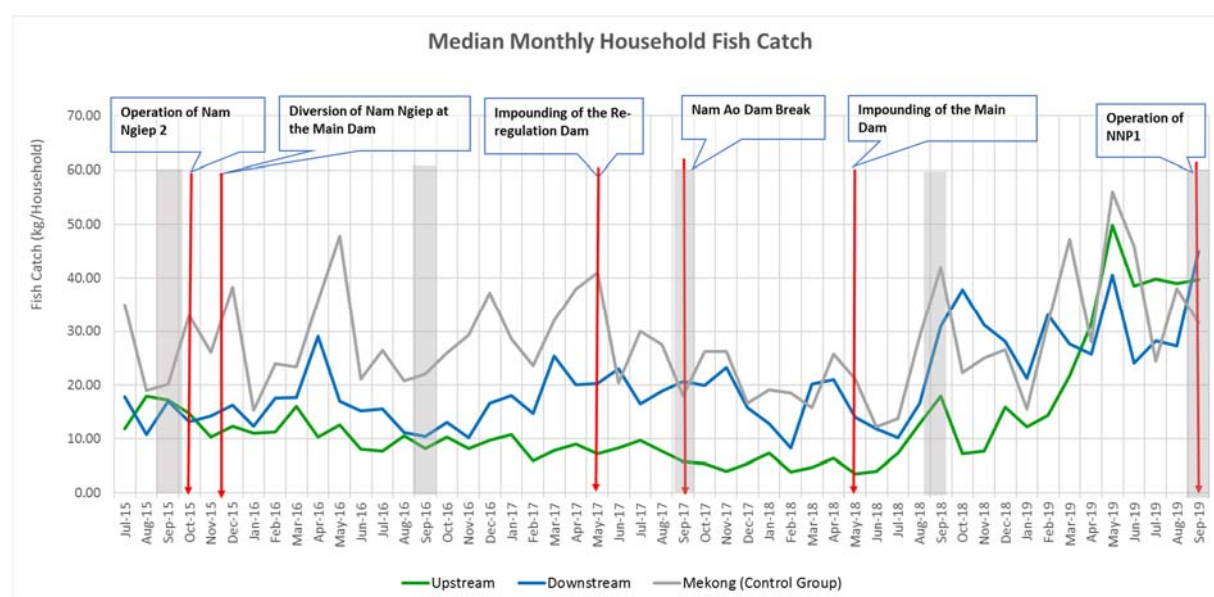 Median Monthly Household Fish Catch
Operation of Nam
Ngiep 2
Diversion of Nam Ngiep at
the Main Dam
Impounding of the Re-
regulation Dam
Nam Ao Dam Break
Impounding of the Main
Dam
Operation of
NNP1
Fish Catch (kg/Household)
70.00
60.00
50.00
40.00
30.00
20.00
10.00
0.00
Jul-15
Aug-15
Sep-15
Oct-15
Nov-15
Dec-15
Jan-16
Feb-16
Mar-16
Apr-16
May-16
Jun-16
Jul-16
Aug-16
Sep-16
Oct-16
Nov-16
Dec-16
Jan-17
Feb-17
Mar-17
Apr-17
May-17
Jun-17
Jul-17
Aug-17
Sep-17
Oct-17
Nov-17
Dec-17
Jan-18
Feb-18
Mar-18
Apr-18
May-18
Jun-18
Jul-18
Aug-18
Sep-18
Oct-18
Nov-18
Dec-18
Jan-19
Feb-19
Mar-19
Apr-19
May-19
Jun-19
Jul-19
Aug-19
Sep-19
Upstream Downstream Mekong (Control Group)